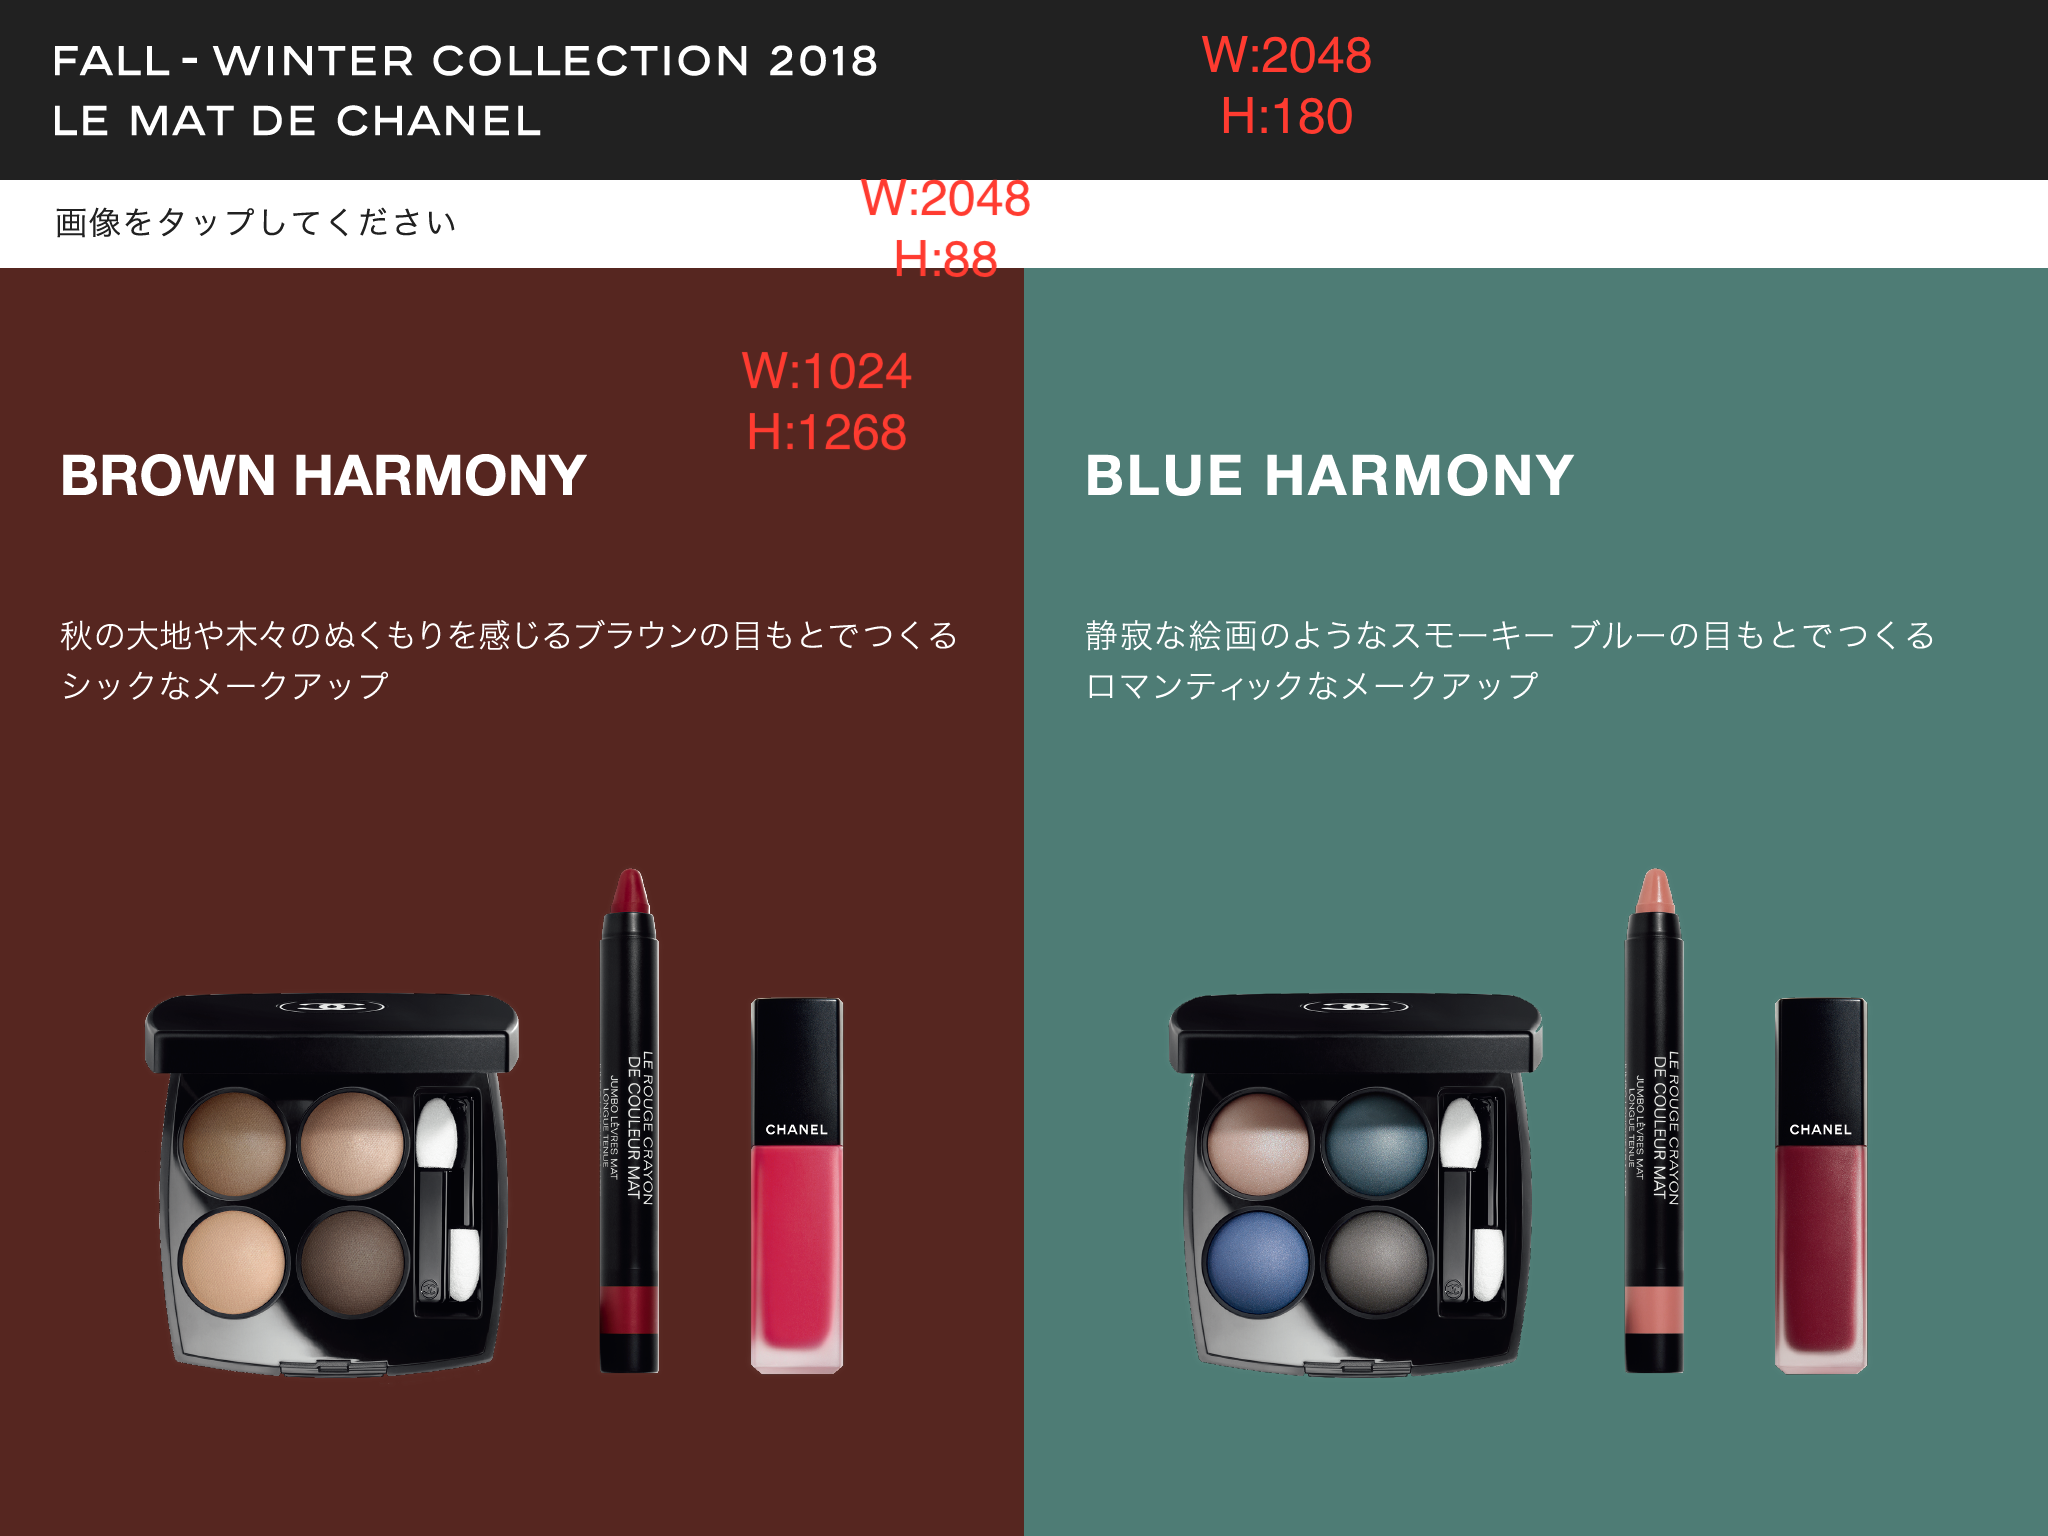 FALL - WINTER COLLECTION 2018
LE MAT DE CHANEL
W:2048
H:180
画像をタップしてください
W:2048
H:88
W:1024
H:1268
BROWN HARMONY
秋の大地や木々のぬくもりを感じるブラウンの目もとでつくる
シックなメークアップ
LE ROUGE CRAYON
DE COULEUR MAT
JUMBO LÈVRES MAT
LONGUE TENUE
CHANEL
BLUE HARMONY
静寂な絵画のようなスモーキー ブルーの目もとでつくる
ロマンティックなメークアップ
LE ROUGE CRAYON
DE COULEUR MAT
JUMBO LÈVRES MAT
LONGUE TENUE
CHANEL